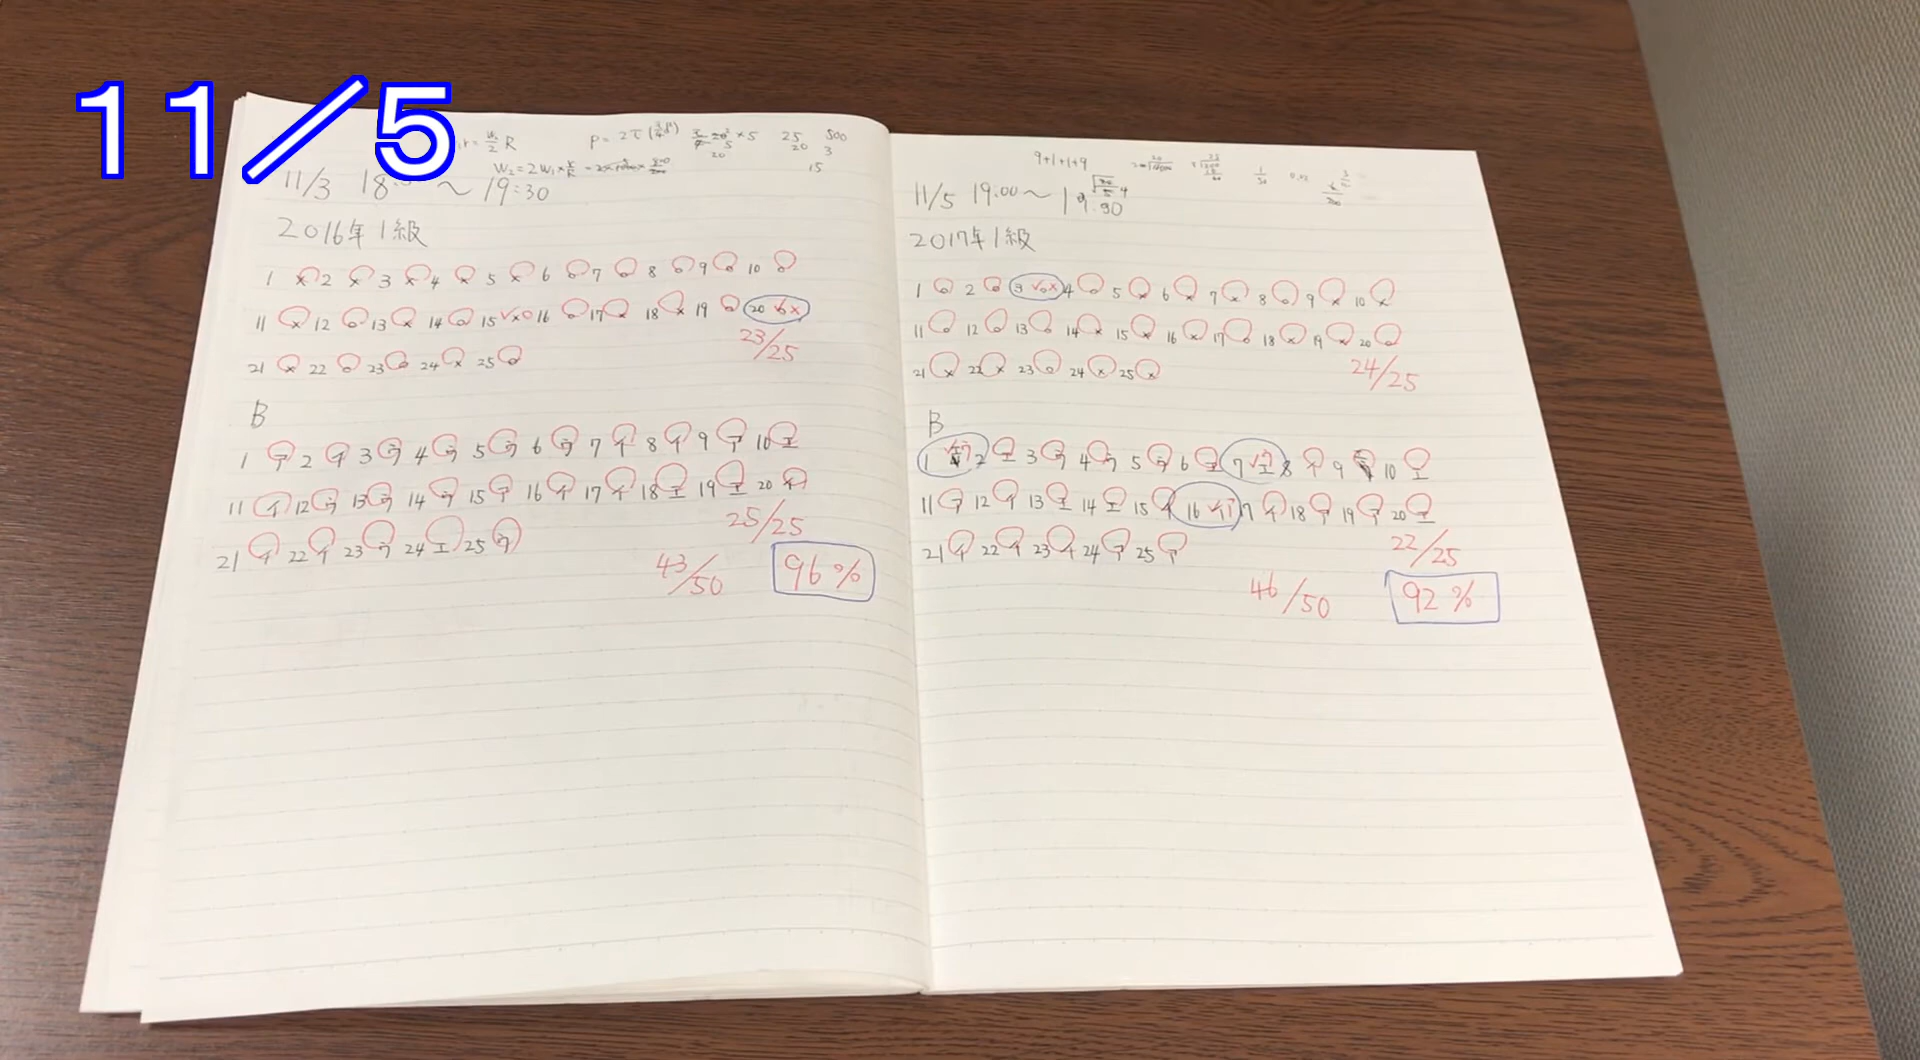 11／5
11/3 18: ～ 19:30
2016年1級
1 × 2 × 3 × 4 × 5 × 6 ○ 7 ○ 8 ○ 9 ○ 10 ○
11 × 12 ○ 13 × 14 ○ 15 ✓×○ 16 ○ 17 × 18 × 19 ○ 20 ✓○×
23/25
21 × 22 ○ 23 ○ 24 × 25 ○
B
1 ア 2 イ 3 ウ 4 ウ 5 ウ 6 ウ 7 イ 8 イ 9 ア 10 エ
11 イ 12 ウ 13 ウ 14 ウ 15 ア 16 イ 17 イ 18 エ 19 エ 20 イ
25/25
21 イ 22 イ 23 ウ 24 エ 25 ウ
43/50
96%
9+1+1+9
11/5 19:00～19:30
2017年1級
1 ○ 2 ○ 3 ✓○× 4 ○ 5 × 6 × 7 × 8 ○ 9 × 10 ×
11 ○ 12 ○ 13 ○ 14 × 15 × 16 × 17 ○ 18 × 19 × 20 ○
24/25
21 × 22 × 23 ○ 24 × 25 ×
B
1 2 エ 3 ウ 4 ウ 5 ウ 6 エ 7 ✓ウエ 8 イ 9 10 エ
11 ア 12 イ 13 エ 14 エ 15 イ 16 ✓イア 17 イ 18 ア 19 ア 20 エ
22/25
21 イ 22 イ 23 イ 24 ア 25 ア
46/50
92%